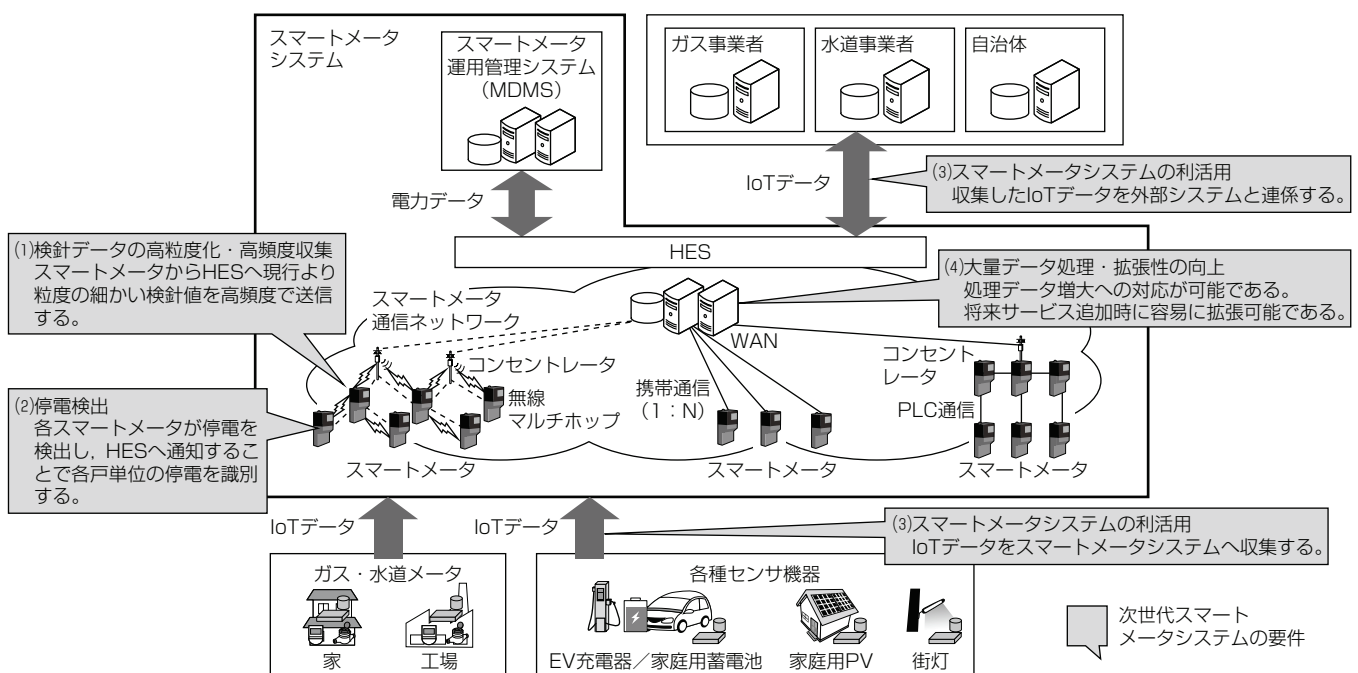 スマートメータ
システム
スマートメータ
運用管理システム
（MDMS）
ガス事業者
水道事業者
自治体
電力データ
IoTデータ
⑶スマートメータシステムの利活用
収集したIoTデータを外部システムと連係する。
HES
⑴検針データの高粒度化・高頻度収集
スマートメータからHESへ現行より
粒度の細かい検針値を高頻度で送信
する。
⑷大量データ処理・拡張性の向上
処理データ増大への対応が可能である。
将来サービス追加時に容易に拡張可能である。
スマートメータ
通信ネットワーク
WAN
コンセントレータ
無線
マルチホップ
携帯通信
（1：N）
コンセント
レータ
PLC通信
⑵停電検出
各スマートメータが停電を
検出し，HESへ通知するこ
とで各戸単位の停電を識別
する。
スマートメータ
スマートメータ
スマートメータ
IoTデータ
IoTデータ
⑶スマートメータシステムの利活用
IoTデータをスマートメータシステムへ収集する。
ガス・水道メータ
家
工場
各種センサ機器
EV充電器／家庭用蓄電池
家庭用PV
街灯
次世代スマート
メータシステムの要件